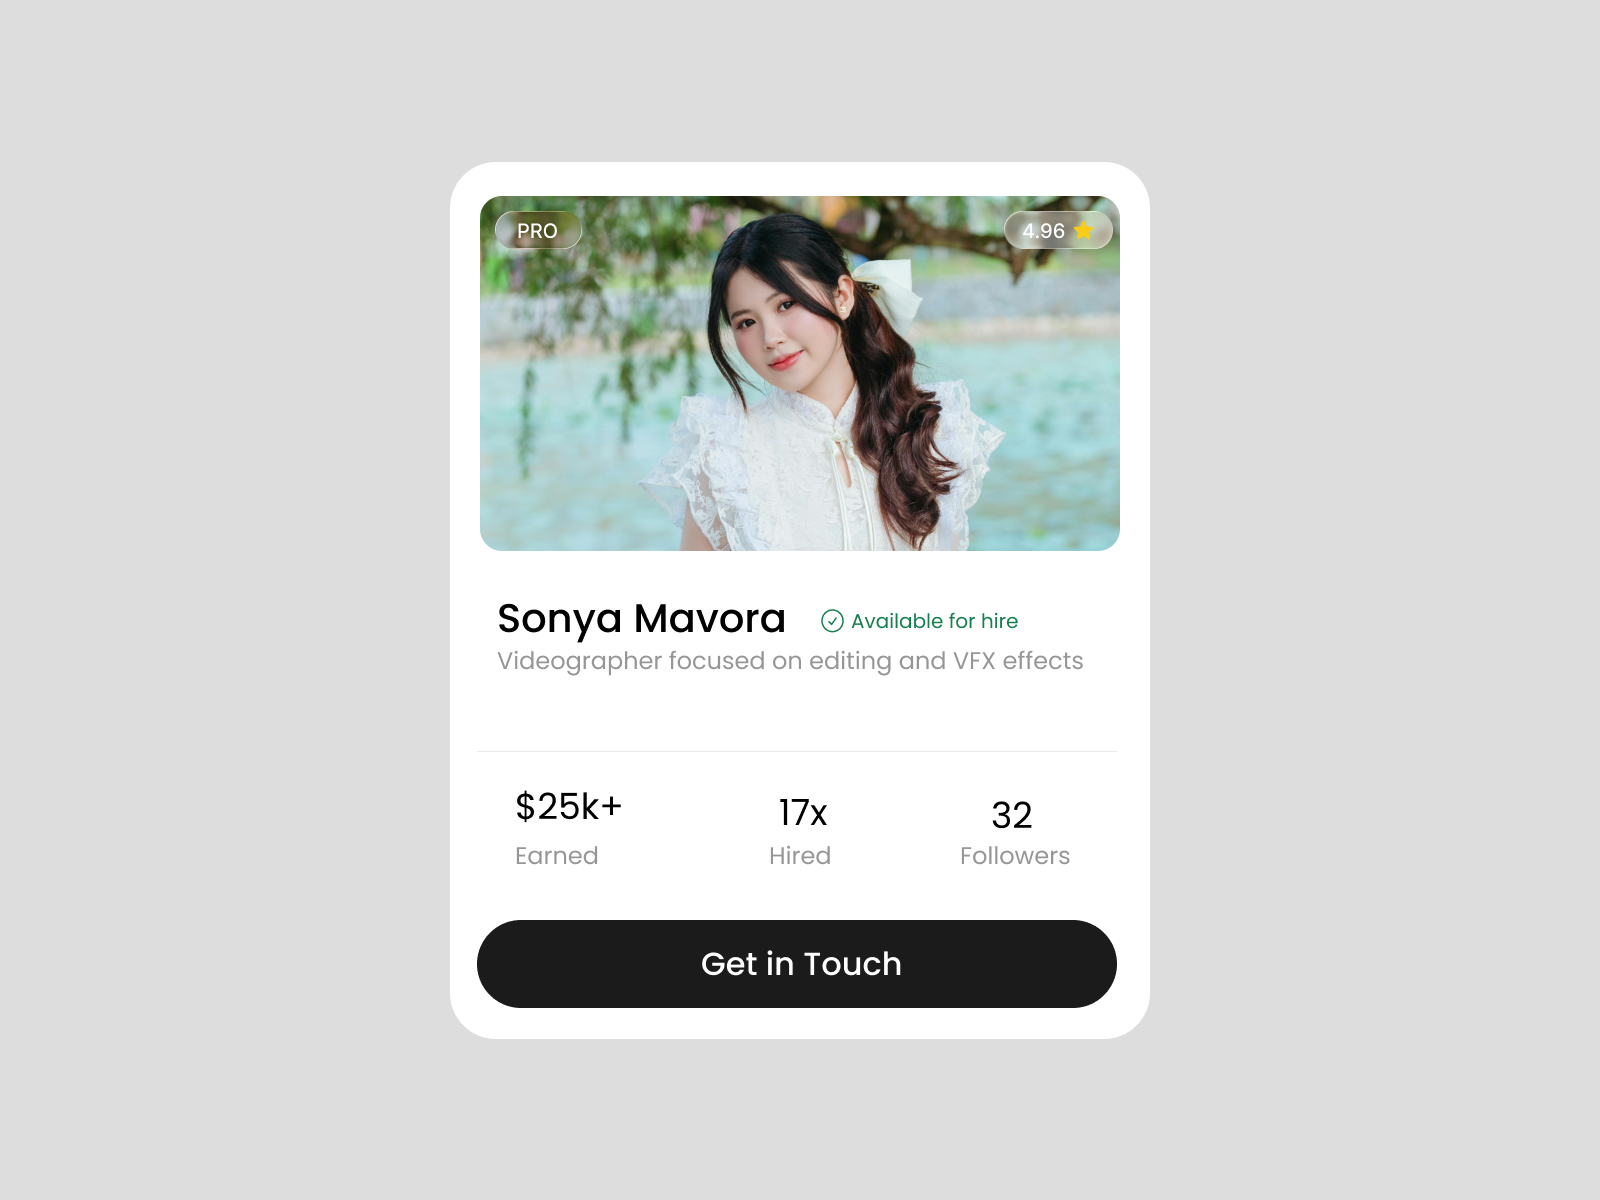 PRO
4.96 ⭐
Sonya Mavora
Available for hire
Videographer focused on editing and VFX effects
$25k+
17x
32
Earned
Hired
Followers
Get in Touch